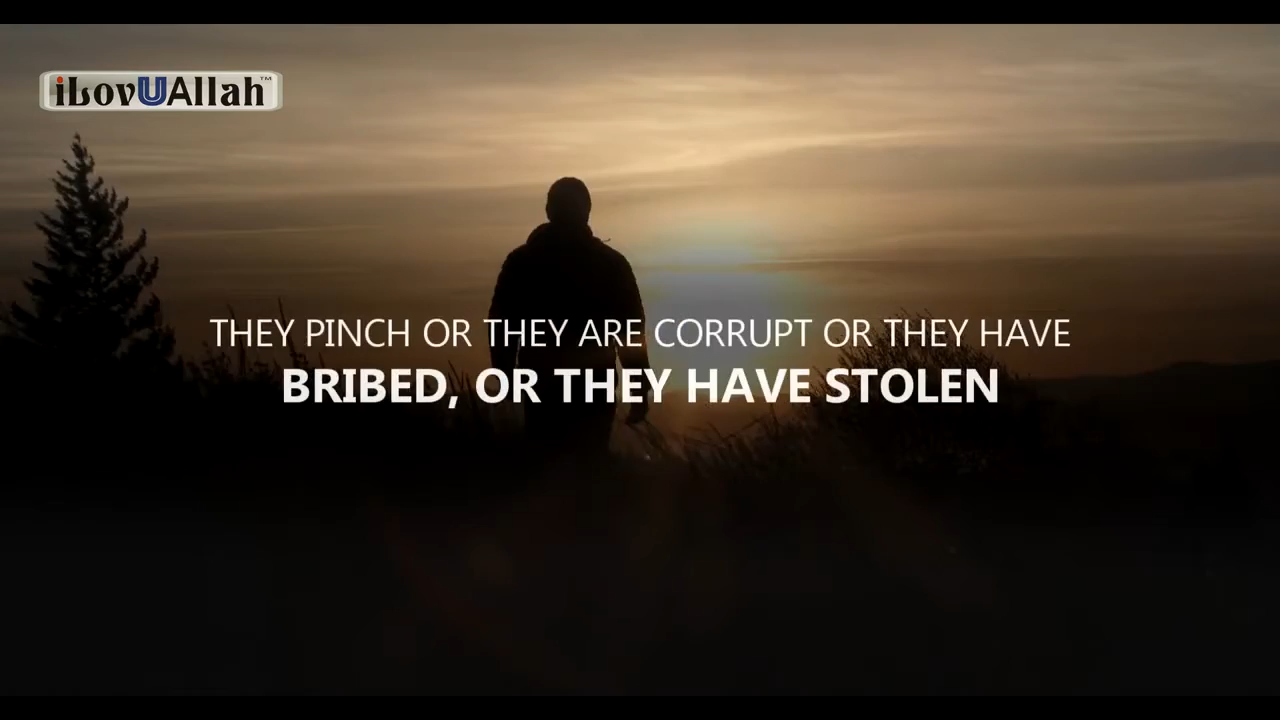 iLovUAllah™
THEY PINCH OR THEY ARE CORRUPT OR THEY HAVE
BRIBED, OR THEY HAVE STOLEN